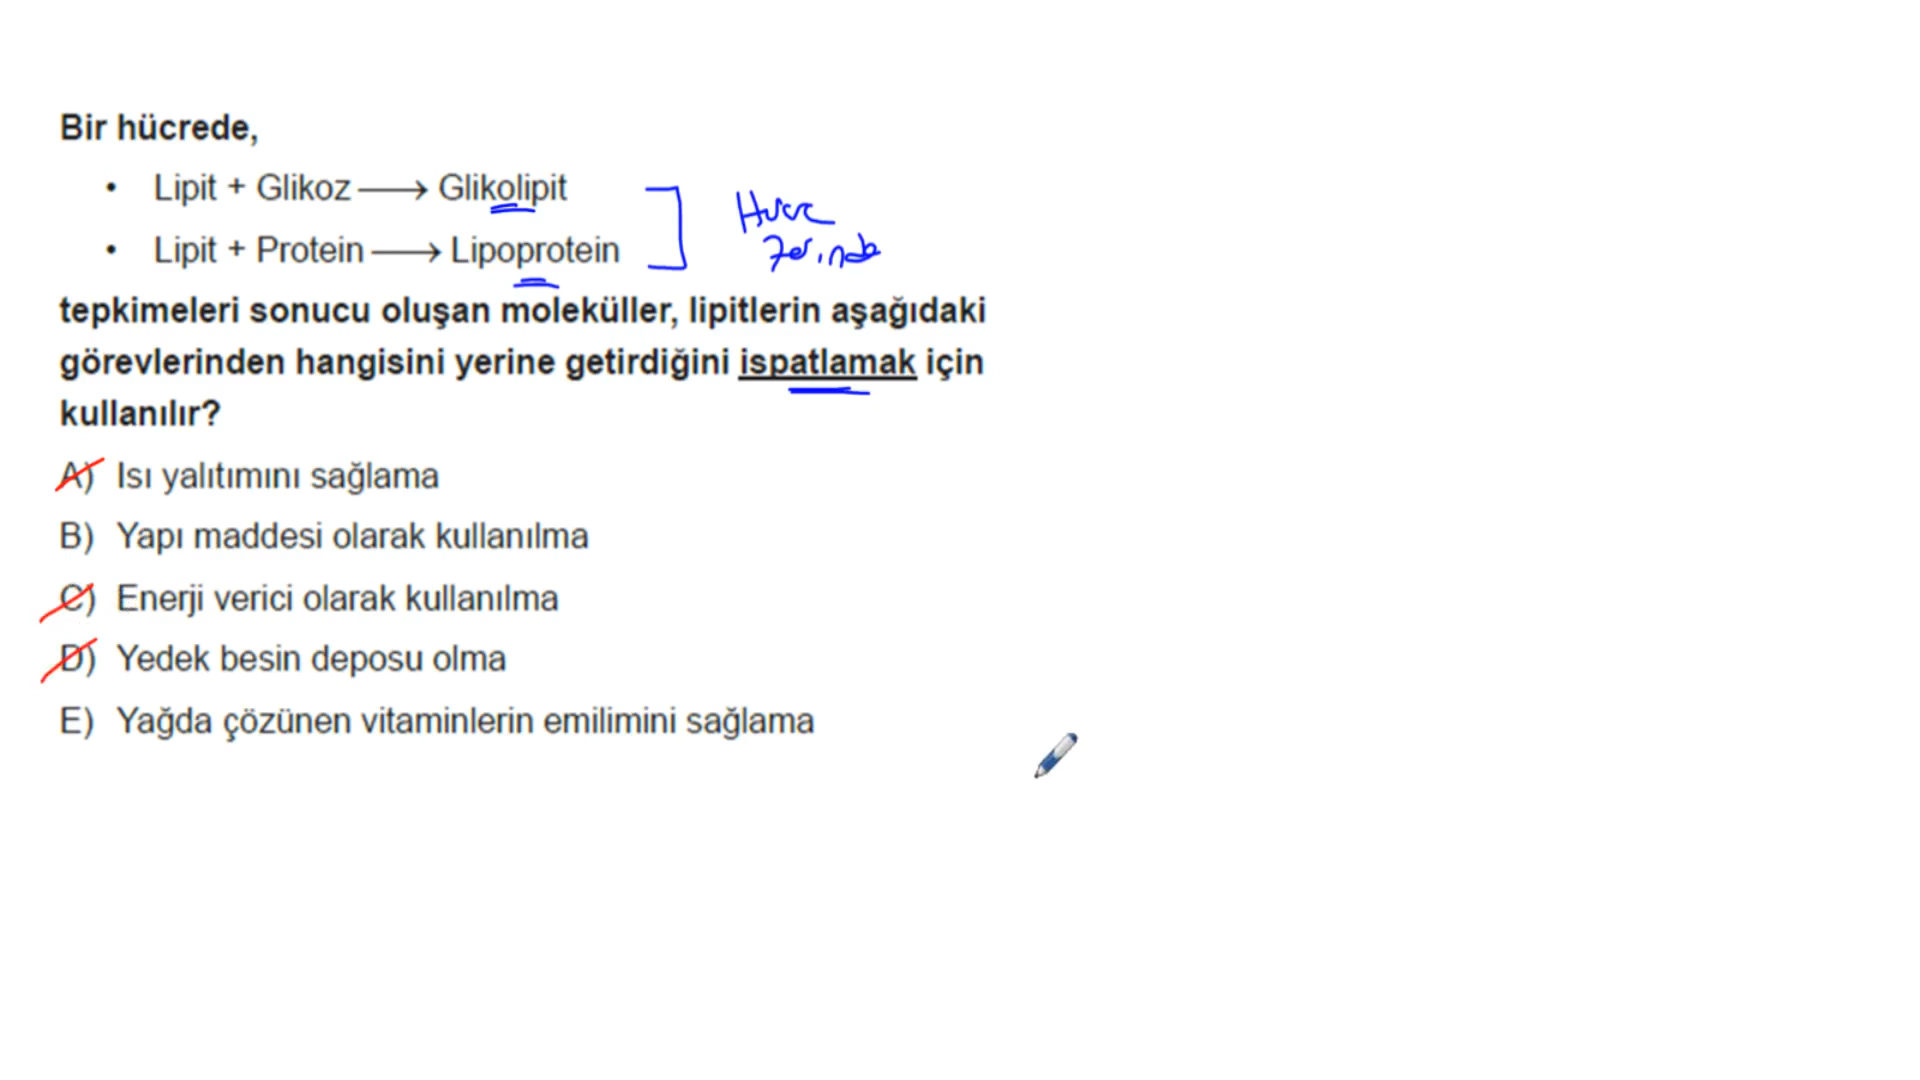 Bir hücrede,
• Lipit + Glikoz ⟶ Glikolipit
• Lipit + Protein ⟶ Lipoprotein
Hücre
zarında
tepkimeleri sonucu oluşan moleküller, lipitlerin aşağıdaki
görevlerinden hangisini yerine getirdiğini ispatlamak için
kullanılır?
A) Isı yalıtımını sağlama
B) Yapı maddesi olarak kullanılma
C) Enerji verici olarak kullanılma
D) Yedek besin deposu olma
E) Yağda çözünen vitaminlerin emilimini sağlama